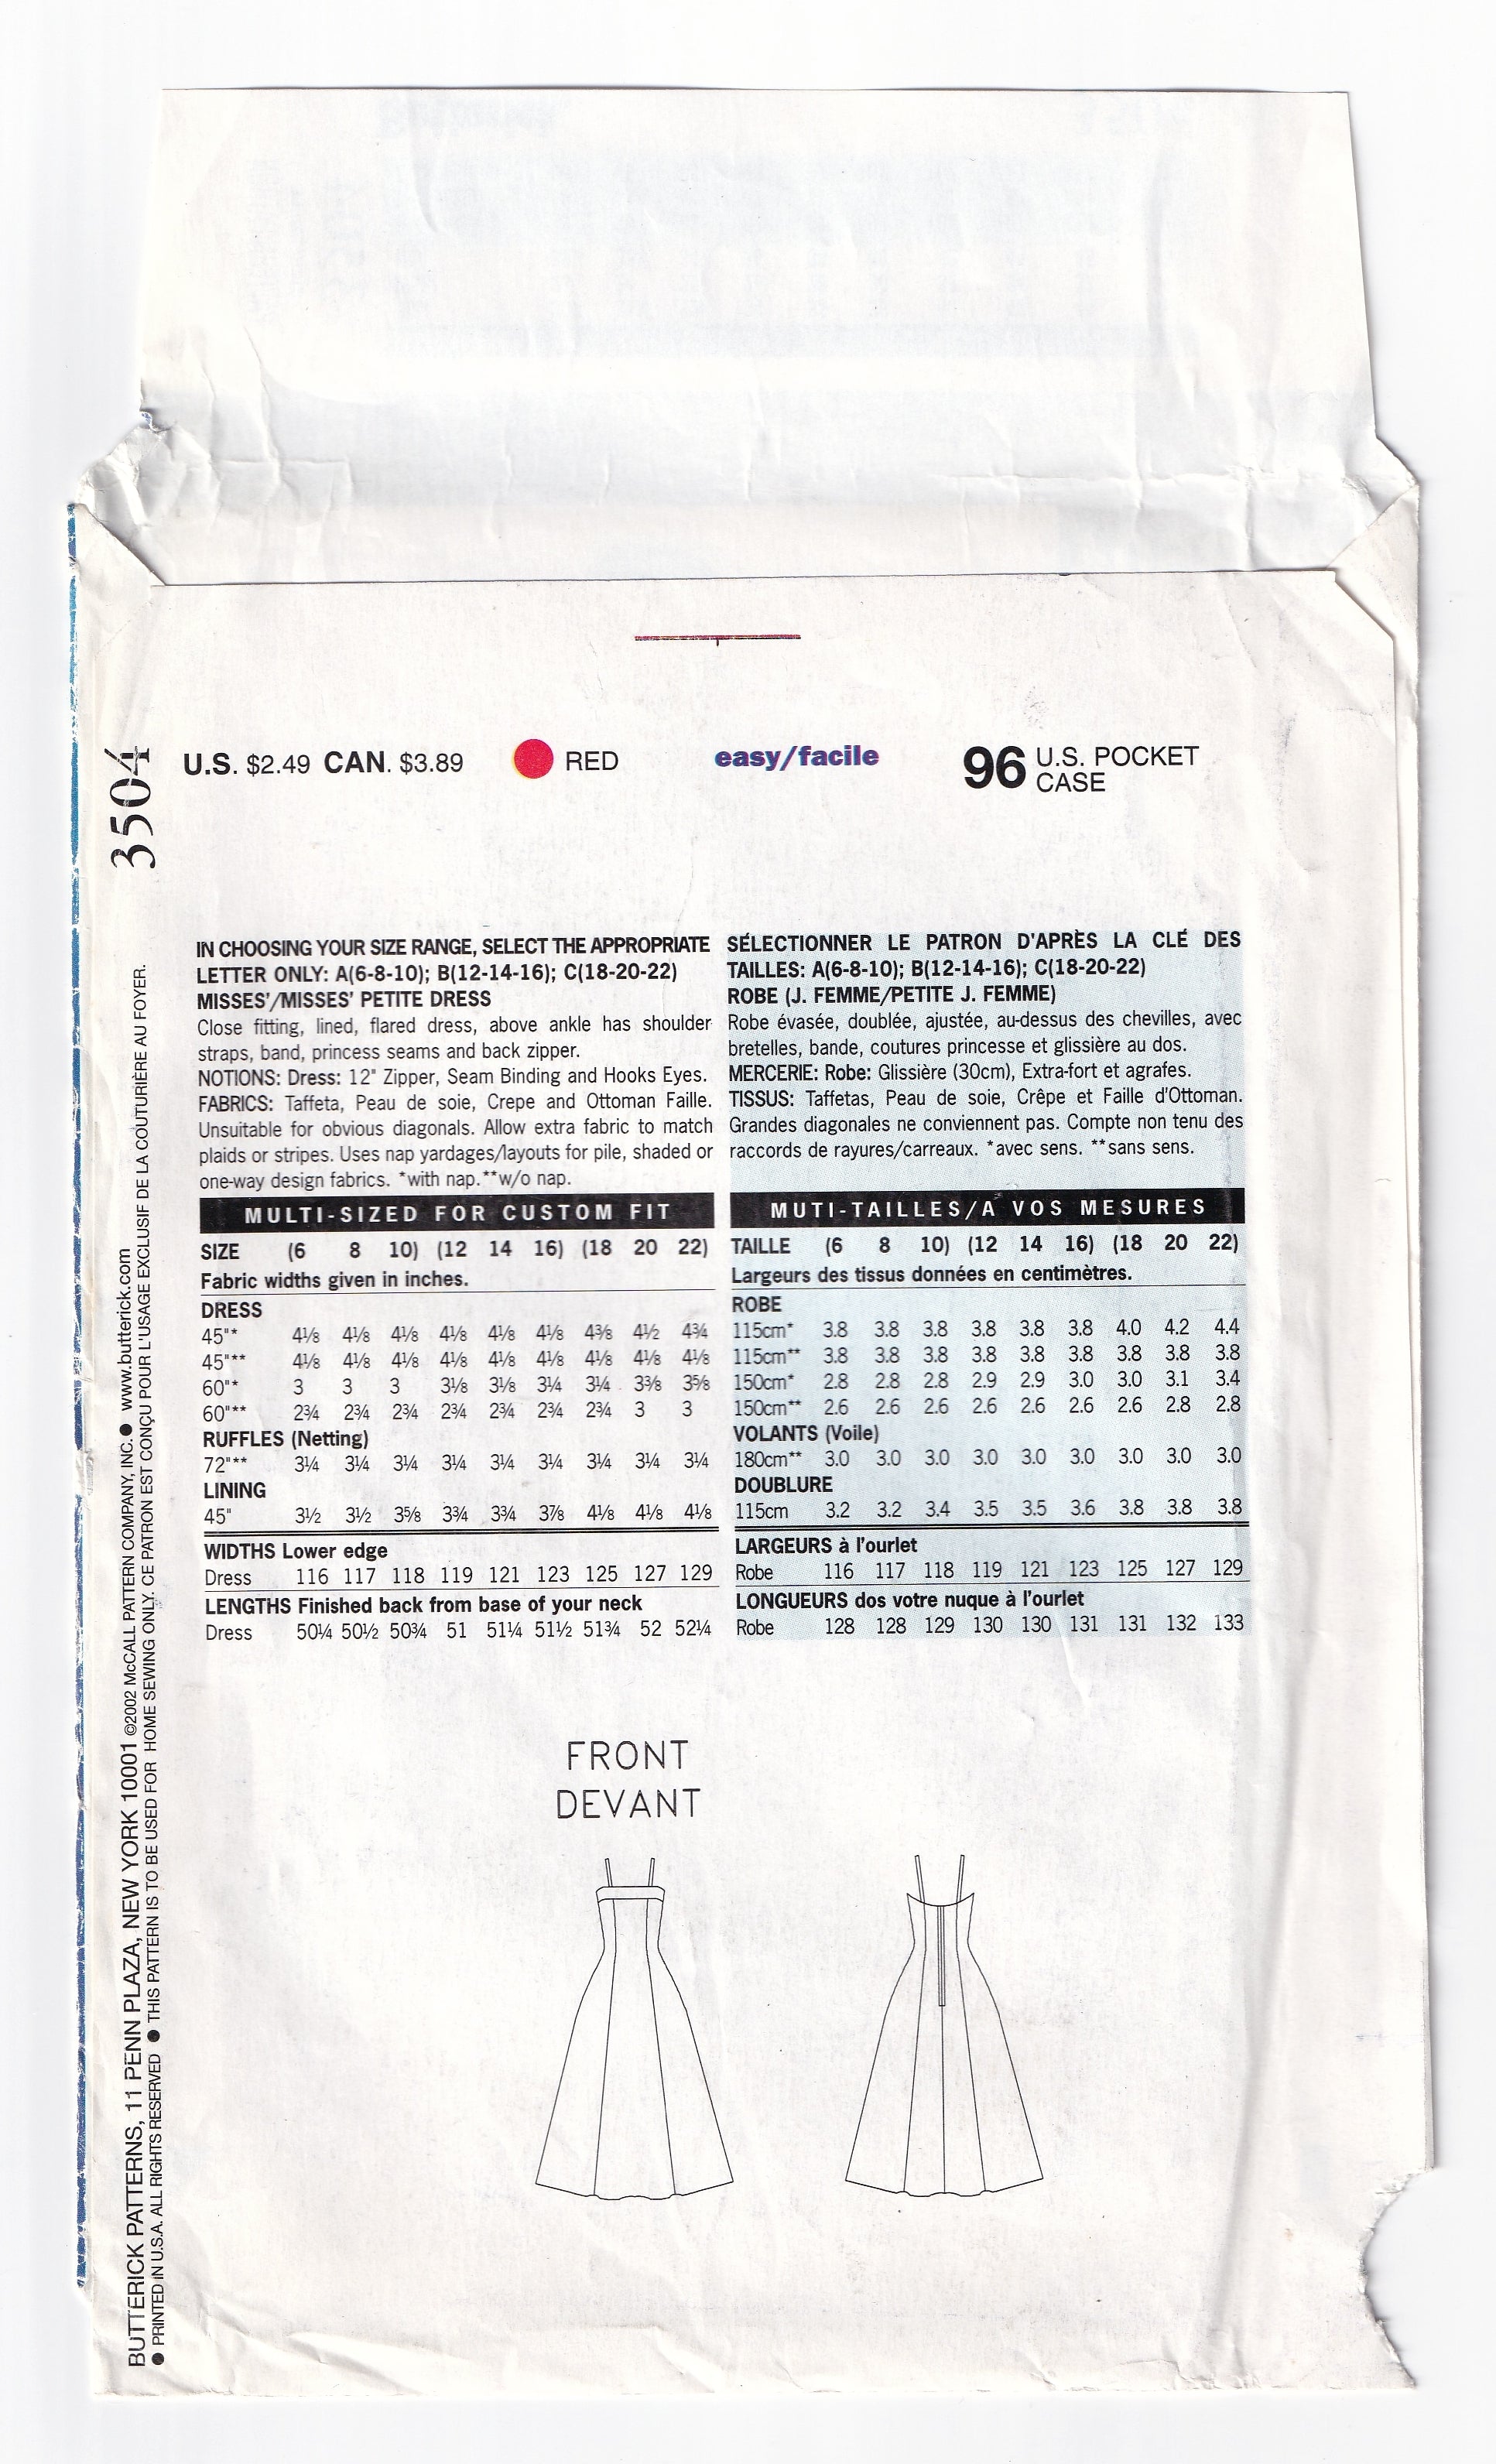 3504
U.S. $2.49 CAN. $3.89
RED
easy/facile
96 U.S. POCKET
CASE
IN CHOOSING YOUR SIZE RANGE, SELECT THE APPROPRIATE
LETTER ONLY: A(6-8-10); B(12-14-16); C(18-20-22)
MISSES'/MISSES' PETITE DRESS
Close fitting, lined, flared dress, above ankle has shoulder
straps, band, princess seams and back zipper.
NOTIONS: Dress: 12" Zipper, Seam Binding and Hooks Eyes.
FABRICS: Taffeta, Peau de soie, Crepe and Ottoman Faille.
Unsuitable for obvious diagonals. Allow extra fabric to match
plaids or stripes. Uses nap yardages/layouts for pile, shaded or
one-way design fabrics. *with nap.**w/o nap.
MULTI-SIZED FOR CUSTOM FIT
SIZE (6 8 10) (12 14 16) (18 20 22)
Fabric widths given in inches.
DRESS
45"* 4⅛ 4⅛ 4⅛ 4⅛ 4⅛ 4⅛ 4⅜ 4½ 4¾
45"** 4⅛ 4⅛ 4⅛ 4⅛ 4⅛ 4⅛ 4⅛ 4⅛ 4⅛
60"* 3 3 3 3⅛ 3⅛ 3¼ 3¼ 3⅜ 3⅝
60"** 2¾ 2¾ 2¾ 2¾ 2¾ 2¾ 2¾ 3 3
RUFFLES (Netting)
72"** 3¼ 3¼ 3¼ 3¼ 3¼ 3¼ 3¼ 3¼ 3¼
LINING
45" 3½ 3½ 3⅝ 3¾ 3¾ 3⅞ 4⅛ 4⅛ 4⅛
WIDTHS Lower edge
Dress 116 117 118 119 121 123 125 127 129
LENGTHS Finished back from base of your neck
Dress 50¼ 50½ 50¾ 51 51¼ 51½ 51¾ 52 52¼
SÉLECTIONNER LE PATRON D'APRÈS LA CLÉ DES
TAILLES: A(6-8-10); B(12-14-16); C(18-20-22)
ROBE (J. FEMME/PETITE J. FEMME)
Robe évasée, doublée, ajustée, au-dessus des chevilles, avec
bretelles, bande, coutures princesse et glissière au dos.
MERCERIE: Robe: Glissière (30cm), Extra-fort et agrafes.
TISSUS: Taffetas, Peau de soie, Crêpe et Faille d'Ottoman.
Grandes diagonales ne conviennent pas. Compte non tenu des
raccords de rayures/carreaux. *avec sens. **sans sens.
MUTI-TAILLES/A VOS MESURES
TAILLE (6 8 10) (12 14 16) (18 20 22)
Largeurs des tissus données en centimètres.
ROBE
115cm* 3.8 3.8 3.8 3.8 3.8 3.8 4.0 4.2 4.4
115cm** 3.8 3.8 3.8 3.8 3.8 3.8 3.8 3.8 3.8
150cm* 2.8 2.8 2.8 2.9 2.9 3.0 3.0 3.1 3.4
150cm** 2.6 2.6 2.6 2.6 2.6 2.6 2.6 2.8 2.8
VOLANTS (Voile)
180cm** 3.0 3.0 3.0 3.0 3.0 3.0 3.0 3.0 3.0
DOUBLURE
115cm 3.2 3.2 3.4 3.5 3.5 3.6 3.8 3.8 3.8
LARGEURS à l'ourlet
Robe 116 117 118 119 121 123 125 127 129
LONGUEURS dos votre nuque à l'ourlet
Robe 128 128 129 130 130 131 131 132 133
FRONT
DEVANT
BUTTERICK PATTERNS, 11 PENN PLAZA, NEW YORK 10001 ©2002 McCALL PATTERN COMPANY, INC.● www.butterick.com
● PRINTED IN U.S.A. ALL RIGHTS RESERVED ● THIS PATTERN IS TO BE USED FOR HOME SEWING ONLY. CE PATRON EST CONÇU POUR L'USAGE EXCLUSIF DE LA COUTURIÈRE AU FOYER.